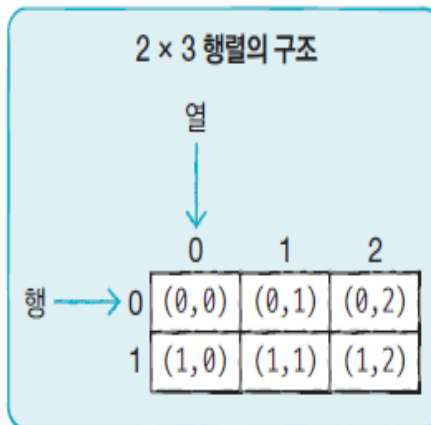 2 × 3 행렬의 구조
열
0 1 2
행 0 (0,0) (0,1) (0,2)
1 (1,0) (1,1) (1,2)